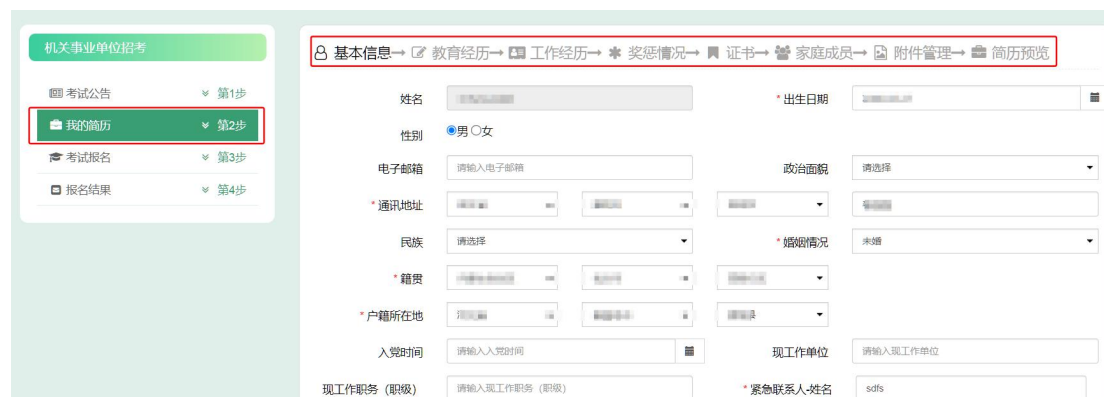 机关事业单位招考
考试公告 第1步
我的简历 第2步
考试报名 第3步
报名结果 第4步
基本信息→ 教育经历→ 工作经历→ 奖惩情况→ 证书→ 家庭成员→ 附件管理→ 简历预览
姓名 * 出生日期
性别 男 女
电子邮箱 请输入电子邮箱 政治面貌 请选择
* 通讯地址
民族 请选择 * 婚姻情况 未婚
* 籍贯
* 户籍所在地
入党时间 请输入入党时间 现工作单位 请输入现工作单位
现工作职务（职级） 请输入现工作职务（职级） * 紧急联系人-姓名 sdfs